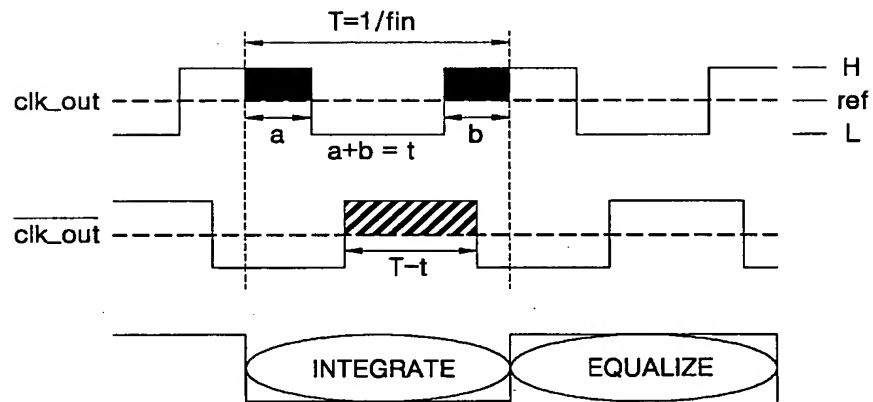 T=1/fin
H
clk_out
ref
a
b
L
a+b = t
clk_out
T-t
INTEGRATE
EQUALIZE